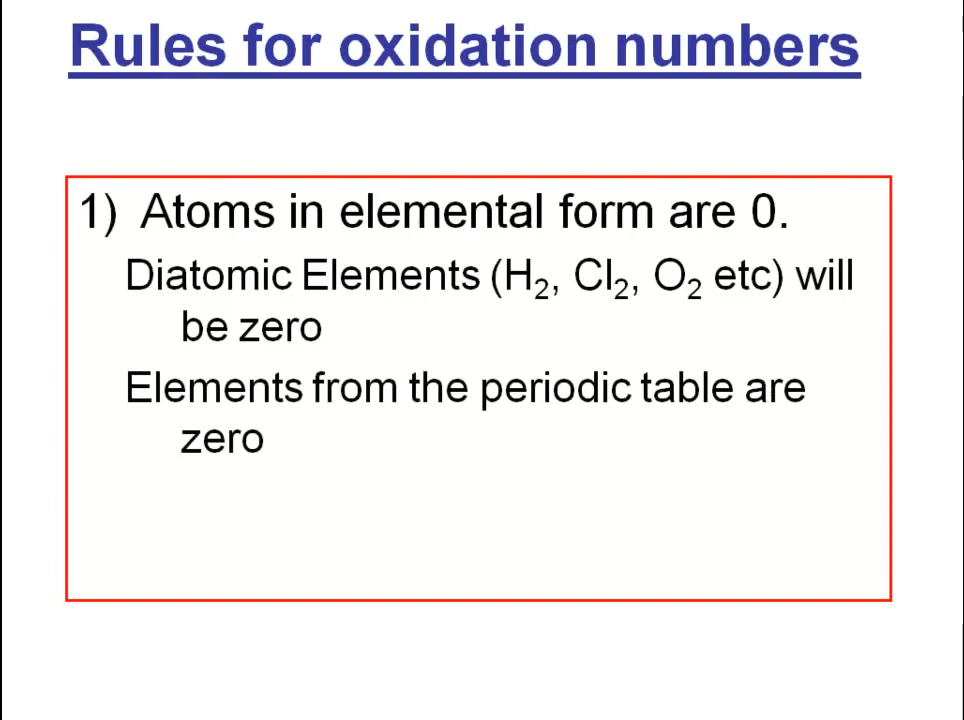 Rules for oxidation numbers
1) Atoms in elemental form are 0.
Diatomic Elements (H₂, Cl₂, O₂ etc) will
be zero
Elements from the periodic table are
zero